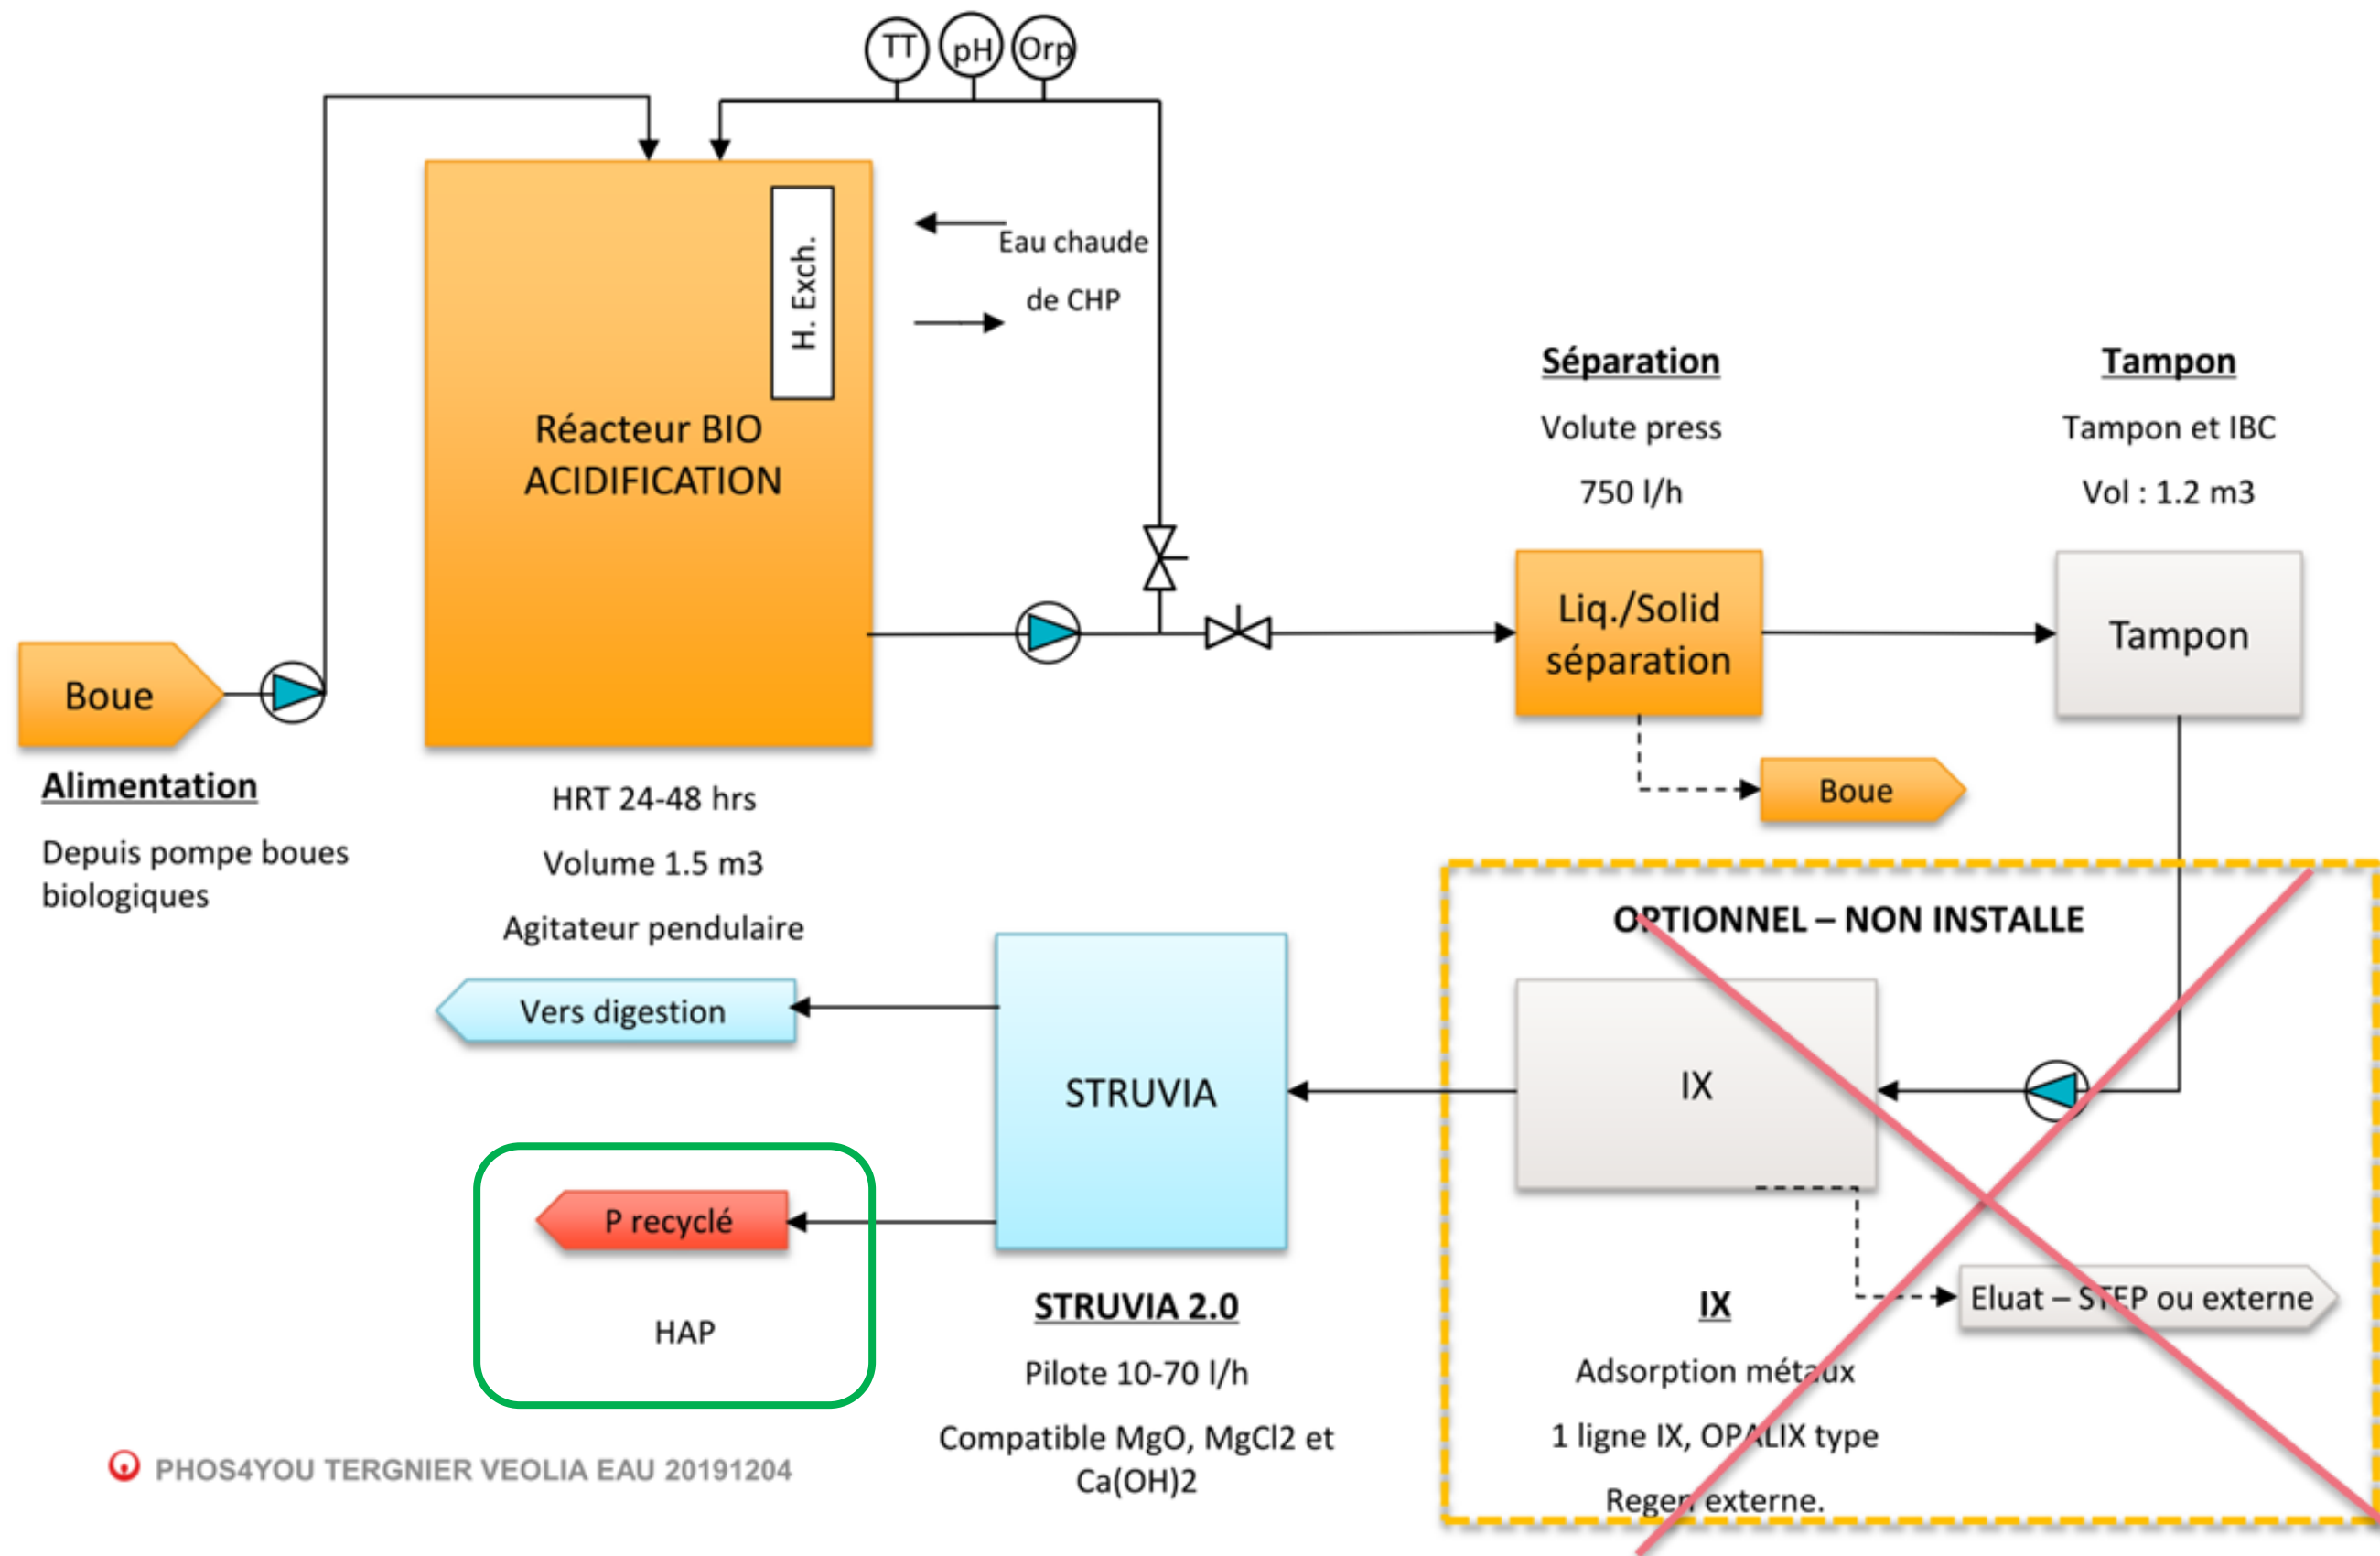 TT
pH
Orp
H. Exch.
Eau chaude
de CHP
Réacteur BIO
ACIDIFICATION
Séparation
Volute press
750 l/h
Tampon
Tampon et IBC
Vol : 1.2 m3
Liq./Solid
séparation
Tampon
Boue
Boue
Alimentation
Depuis pompe boues
biologiques
HRT 24-48 hrs
Volume 1.5 m3
Agitateur pendulaire
OPTIONNEL – NON INSTALLE
Vers digestion
STRUVIA
IX
P recyclé
HAP
STRUVIA 2.0
Pilote 10-70 l/h
Compatible MgO, MgCl2 et
Ca(OH)2
Eluat – STEP ou externe
IX
Adsorption métaux
1 ligne IX, OPALIX type
Regen externe.
PHOS4YOU TERGNIER VEOLIA EAU 20191204